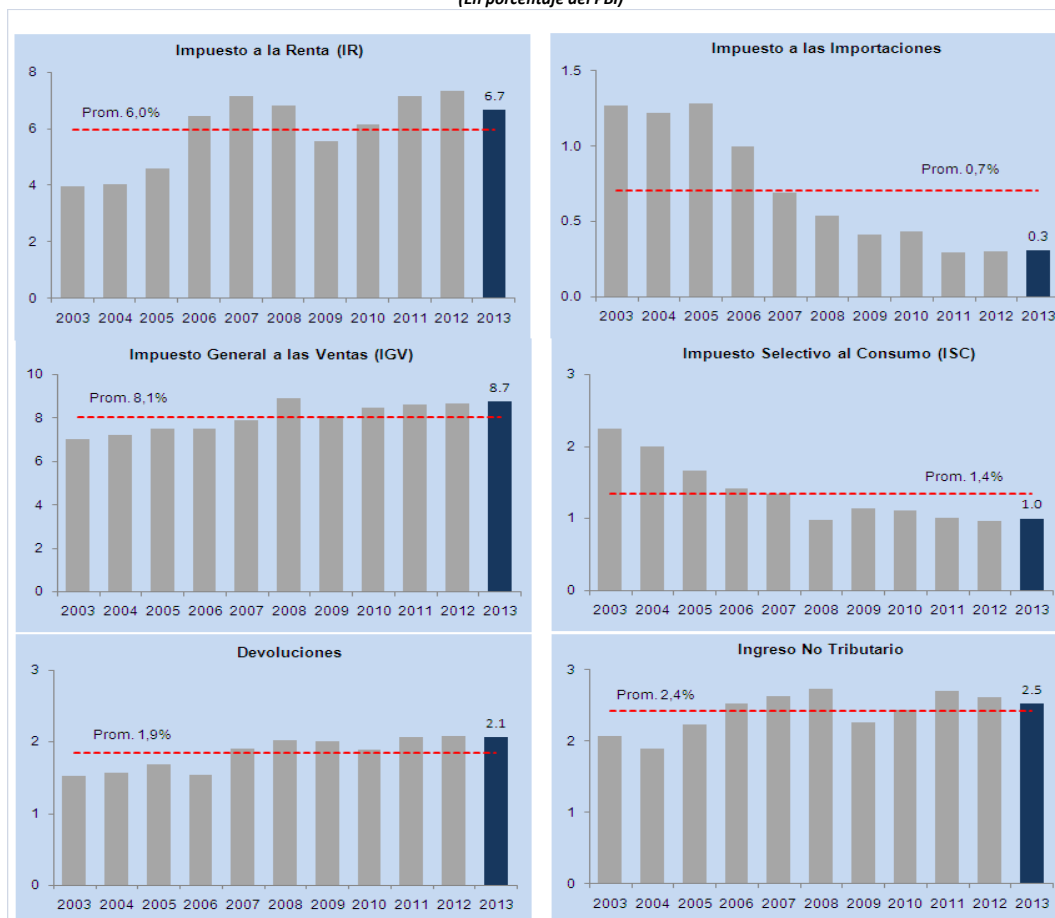 (En porcentaje del PBI)
Impuesto a la Renta (IR)
8
6
4
2
0
Prom. 6,0%
6.7
2003 2004 2005 2006 2007 2008 2009 2010 2011 2012 2013
Impuesto a las Importaciones
1.5
1.0
0.5
0.0
Prom. 0,7%
0.3
2003 2004 2005 2006 2007 2008 2009 2010 2011 2012 2013
Impuesto General a las Ventas (IGV)
10
8
6
4
2
0
Prom. 8,1%
8.7
2003 2004 2005 2006 2007 2008 2009 2010 2011 2012 2013
Impuesto Selectivo al Consumo (ISC)
3
2
1
0
Prom. 1,4%
1.0
2003 2004 2005 2006 2007 2008 2009 2010 2011 2012 2013
Devoluciones
3
2
1
0
Prom. 1,9%
2.1
2003 2004 2005 2006 2007 2008 2009 2010 2011 2012 2013
Ingreso No Tributario
3
2
1
0
Prom. 2,4%
2.5
2003 2004 2005 2006 2007 2008 2009 2010 2011 2012 2013